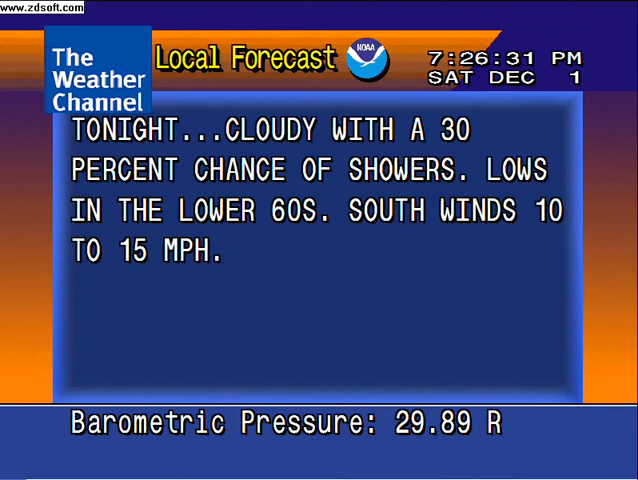 www.zdsoft.com
The
Weather
Channel
Local Forecast
NOAA
7:26:31 PM
SAT DEC 1
TONIGHT...CLOUDY WITH A 30
PERCENT CHANCE OF SHOWERS. LOWS
IN THE LOWER 60S. SOUTH WINDS 10
TO 15 MPH.
Barometric Pressure: 29.89 R